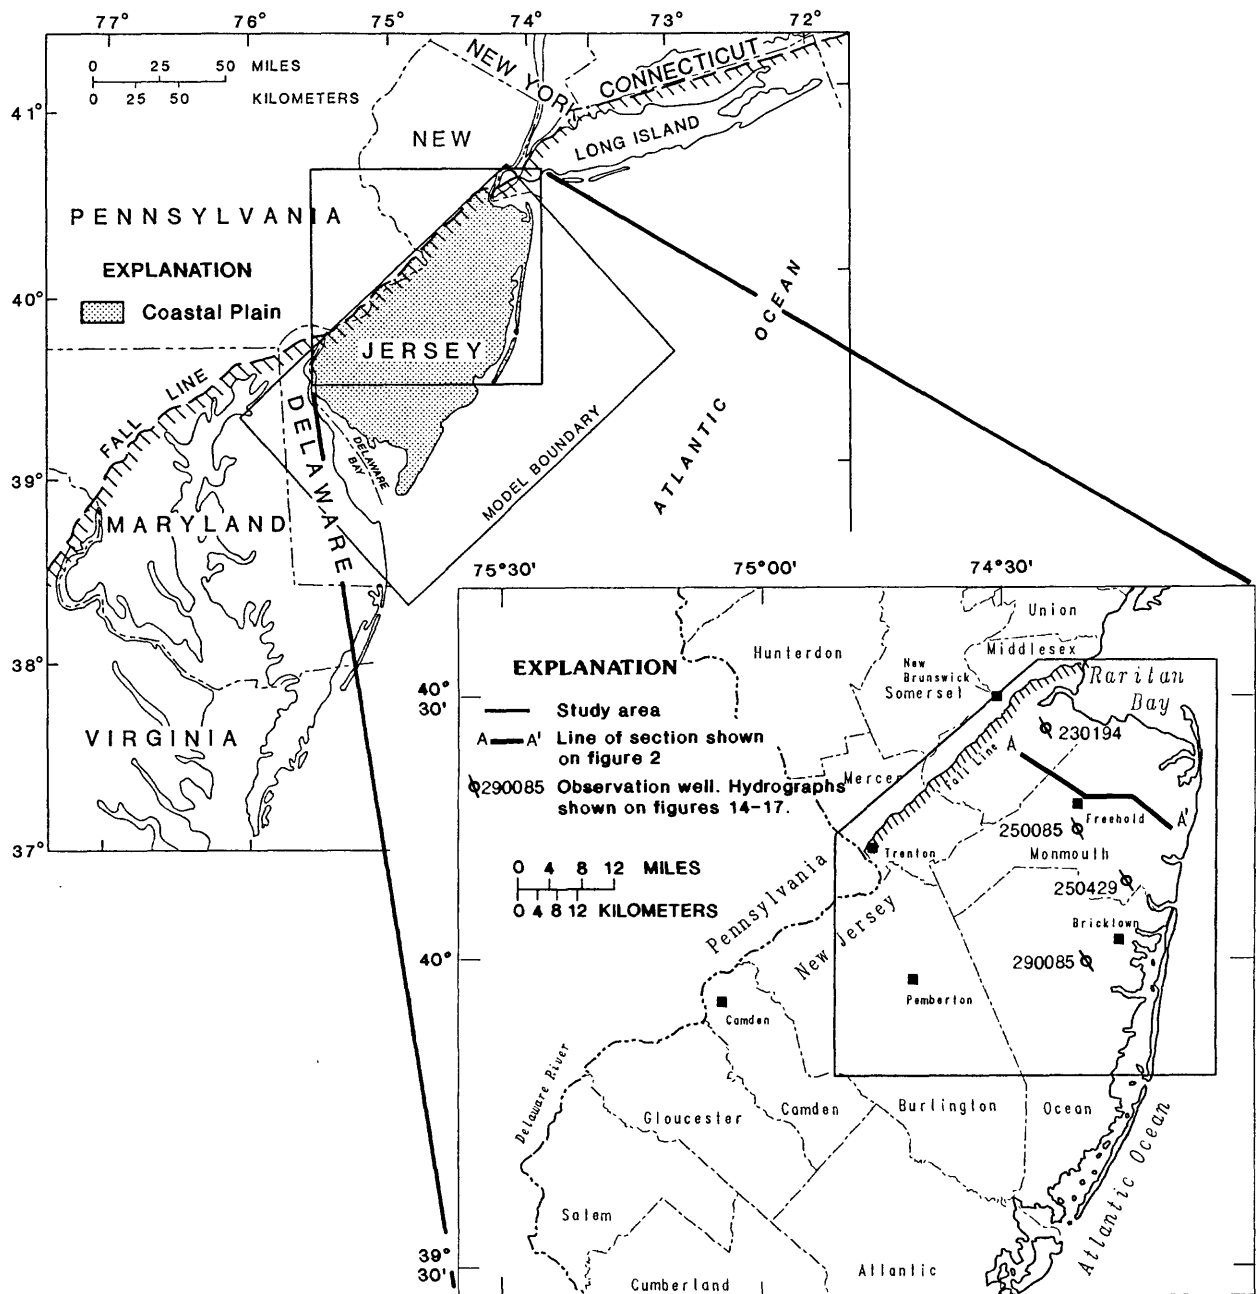 77° 76° 75° 74° 73° 72°
0 25 50 MILES
0 25 50 KILOMETERS
NEW YORK
CONNECTICUT
LONG ISLAND
41°
NEW
PENNSYLVANIA
EXPLANATION
Coastal Plain
40°
JERSEY
ATLANTIC OCEAN
FALL LINE
DELAWARE
DELAWARE BAY
MODEL BOUNDARY
39°
MARYLAND
38°
VIRGINIA
37°
75°30' 75°00' 74°30'
Union
Hunterdon
Middlesex
New Brunswick
Somerset
Raritan Bay
EXPLANATION
Study area
A A' Line of section shown
on figure 2
290085 Observation well. Hydrographs
shown on figures 14-17.
40°
30'
230194
A
Fall Line
Mercer
Freehold
A'
250085
Trenton
Monmouth
0 4 8 12 MILES
0 4 8 12 KILOMETERS
250429
Pennsylvania
New Jersey
Bricktown
40°
290085
Pemberton
Camden
Delaware River
Gloucester
Camden
Burlington
Ocean
Atlantic Ocean
Salem
39°
30'
Cumberland
Atlantic